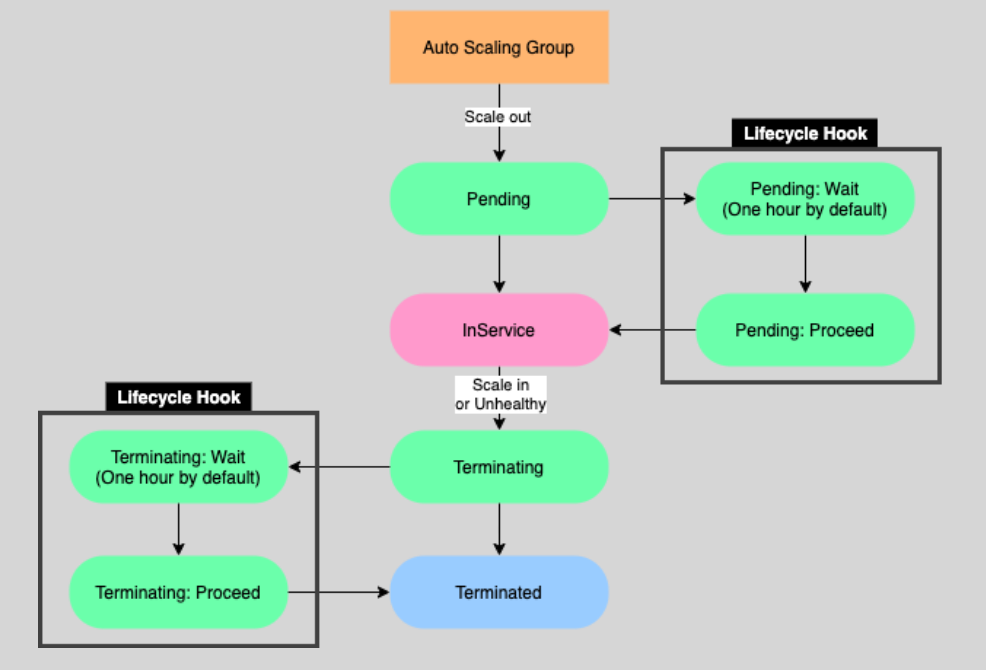 Auto Scaling Group
Scale out
Lifecycle Hook
Pending
Pending: Wait
(One hour by default)
InService
Pending: Proceed
Scale in
or Unhealthy
Lifecycle Hook
Terminating: Wait
(One hour by default)
Terminating
Terminating: Proceed
Terminated